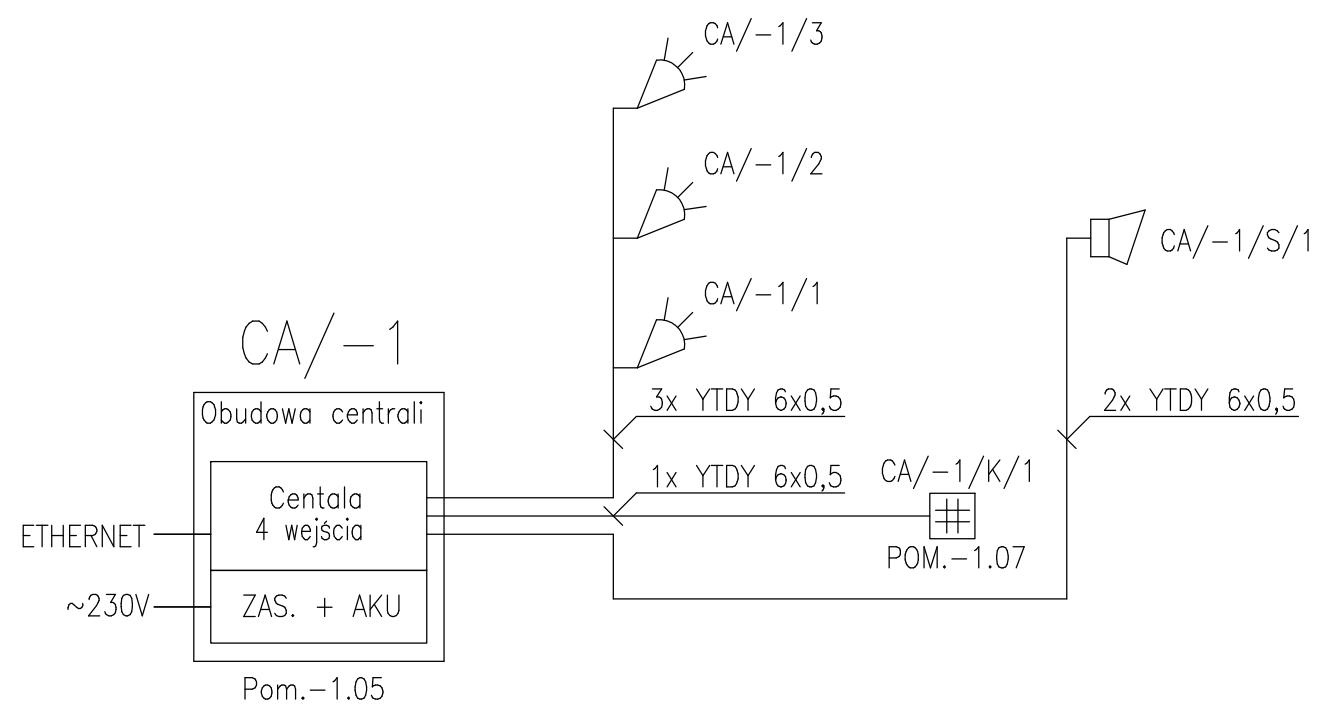 CA/-1/3
CA/-1/2
CA/-1/S/1
CA/-1/1
CA/-1
Obudowa centrali
3x YTDY 6x0,5
2x YTDY 6x0,5
1x YTDY 6x0,5
CA/-1/K/1
Centala
4 wejścia
ETHERNET
POM.-1.07
~230V
ZAS. + AKU
Pom.-1.05